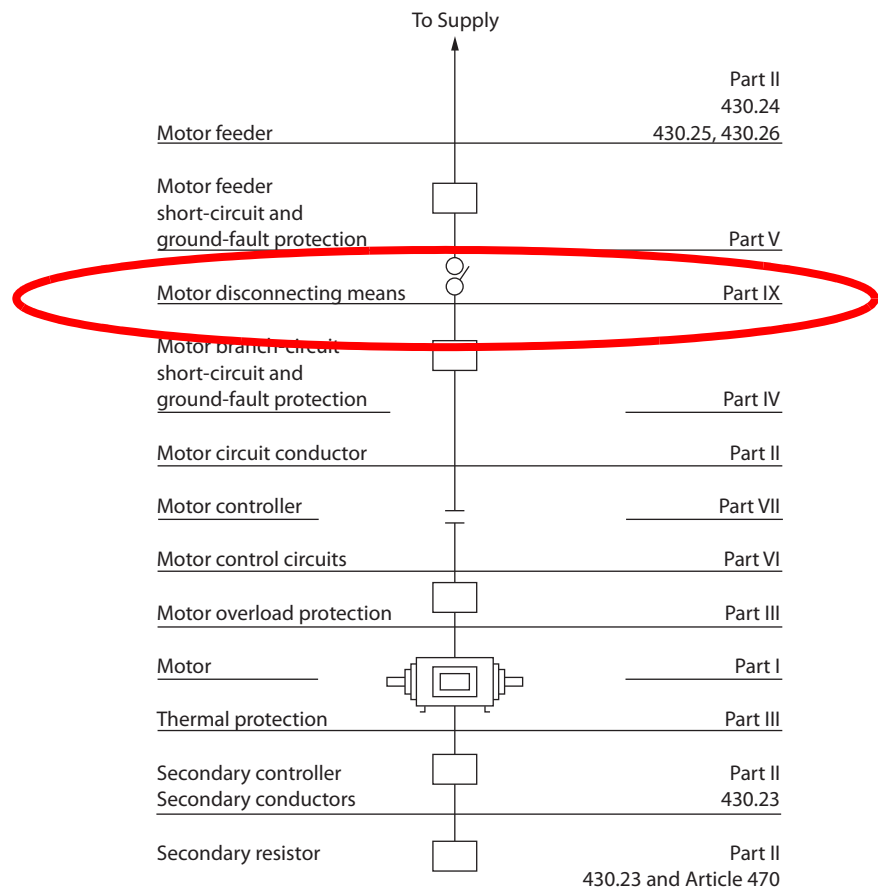 To Supply
Part II
430.24
Motor feeder 430.25, 430.26
Motor feeder
short-circuit and
ground-fault protection Part V
Motor disconnecting means Part IX
Motor branch-circuit
short-circuit and
ground-fault protection Part IV
Motor circuit conductor Part II
Motor controller Part VII
Motor control circuits Part VI
Motor overload protection Part III
Motor Part I
Thermal protection Part III
Secondary controller Part II
Secondary conductors 430.23
Secondary resistor Part II
430.23 and Article 470